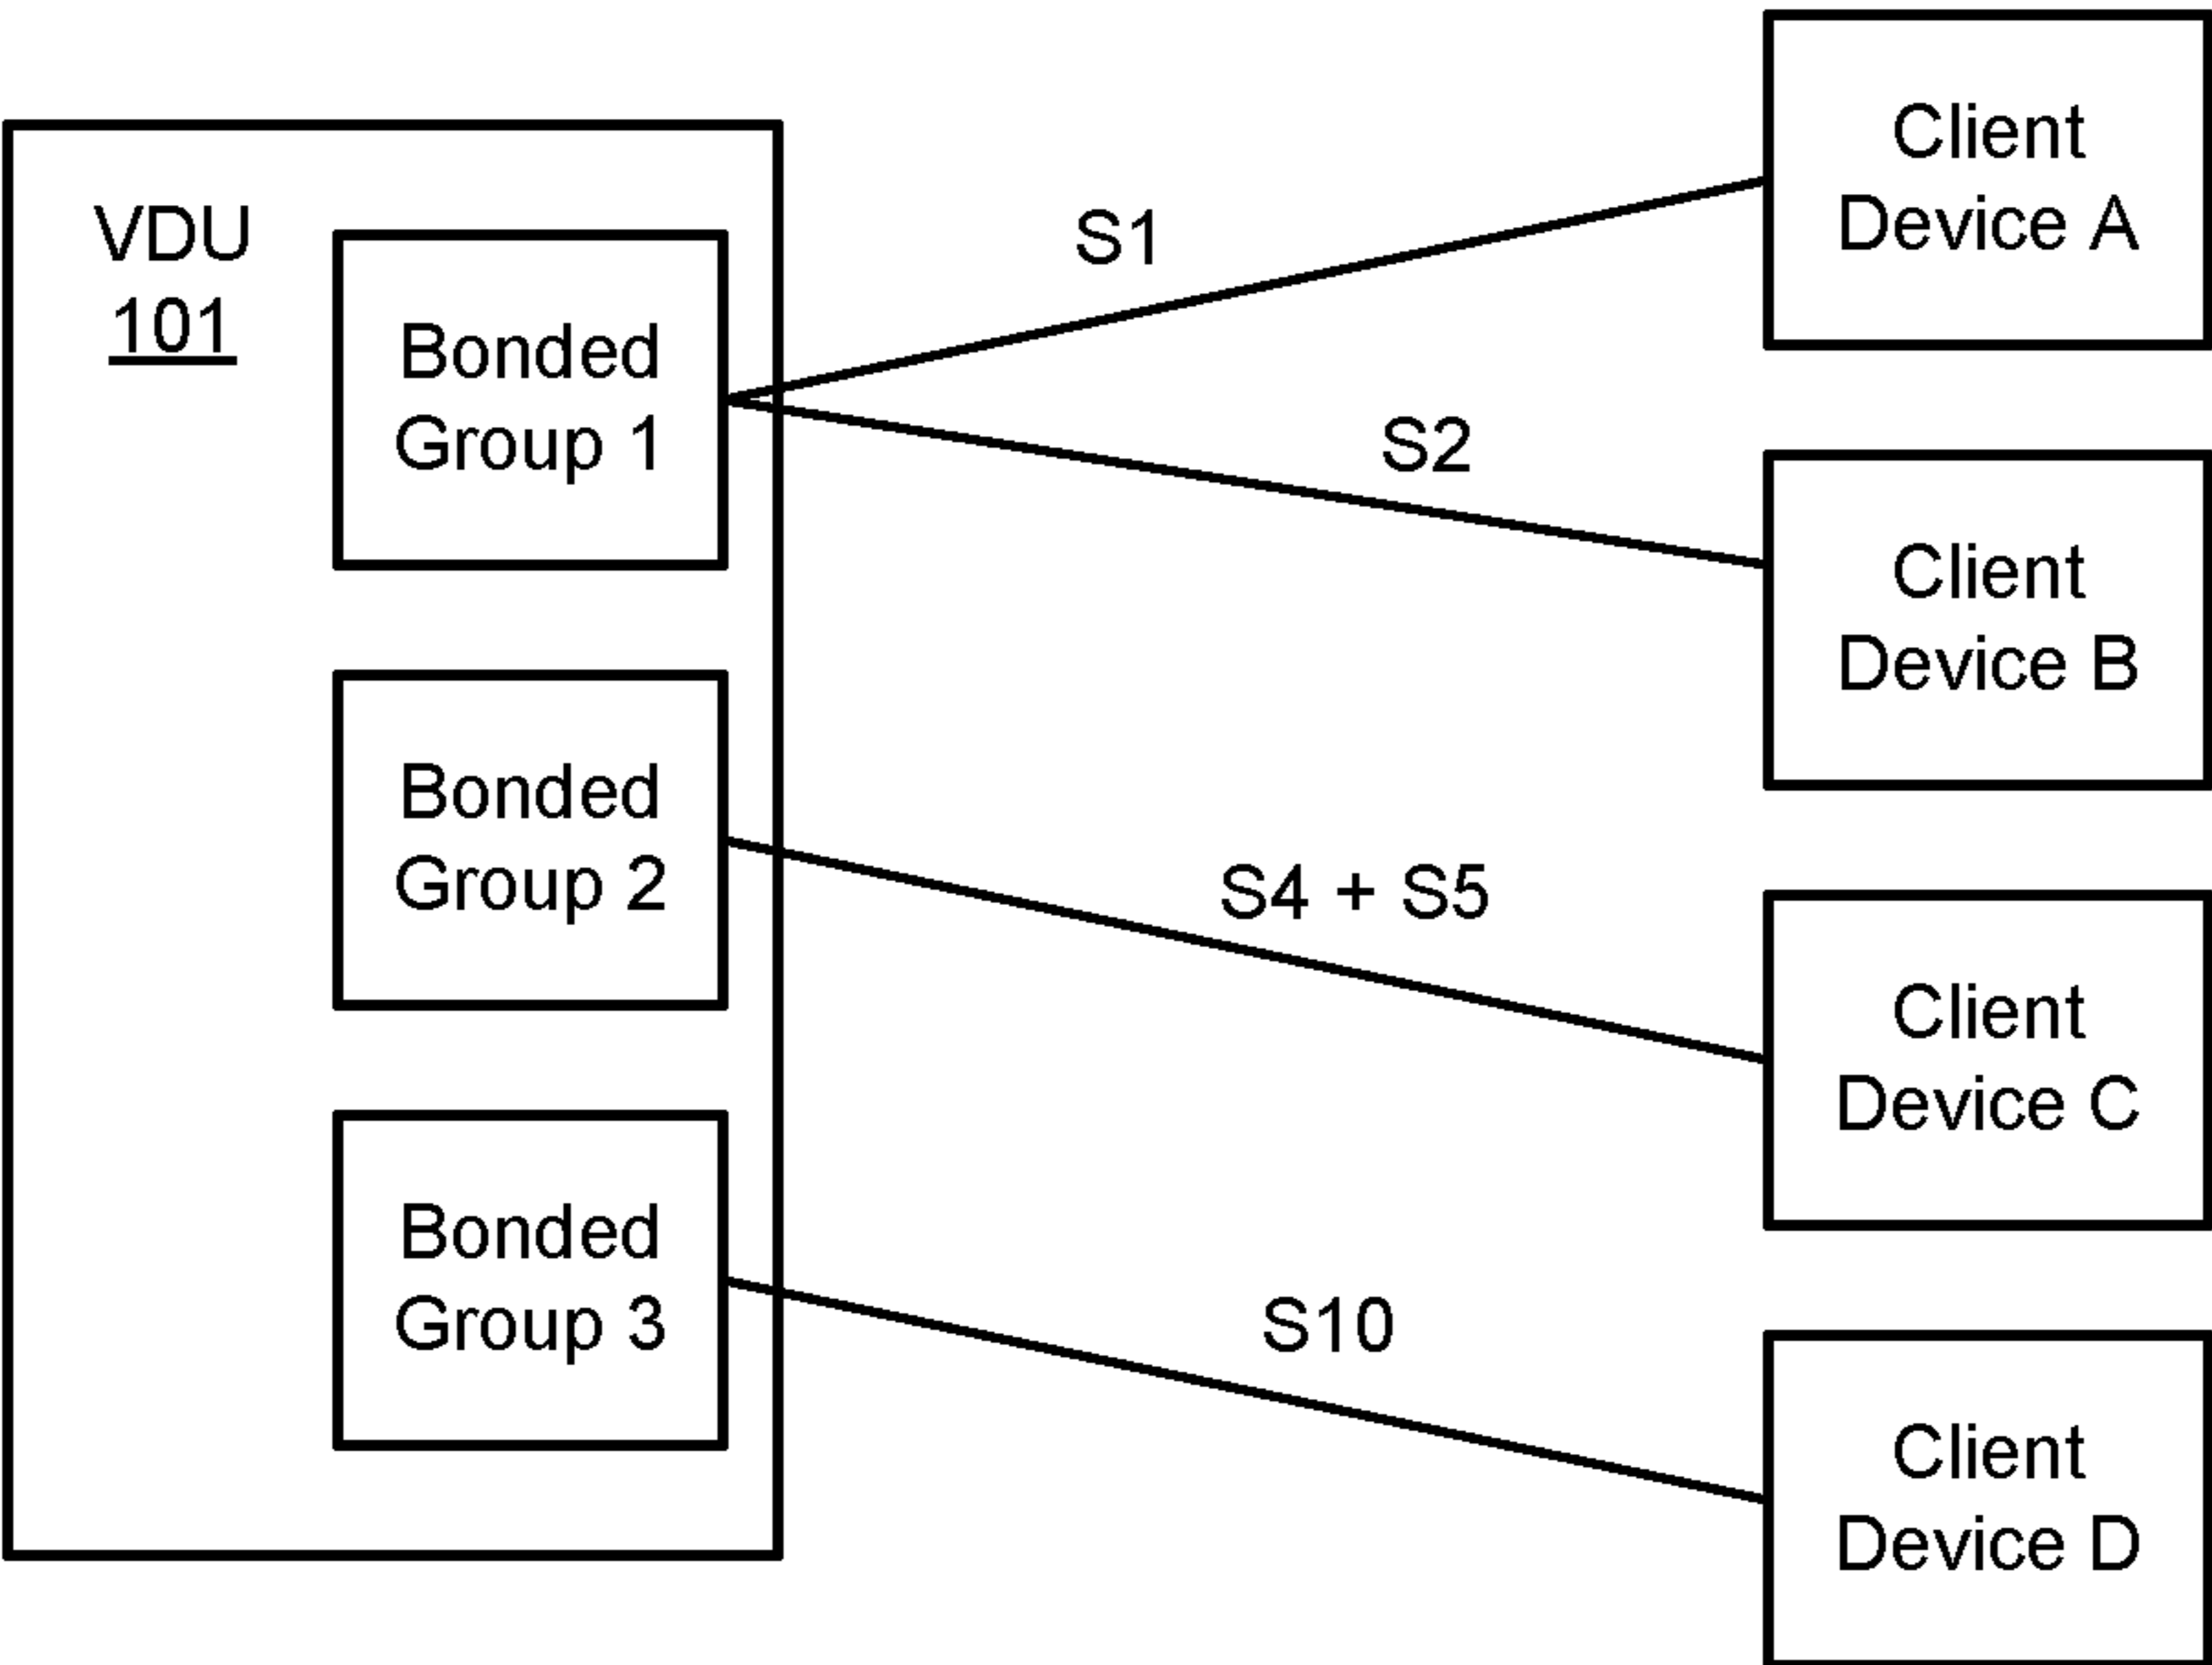 VDU
101
Bonded
Group 1
Bonded
Group 2
Bonded
Group 3
S1
S2
S4 + S5
S10
Client
Device A
Client
Device B
Client
Device C
Client
Device D